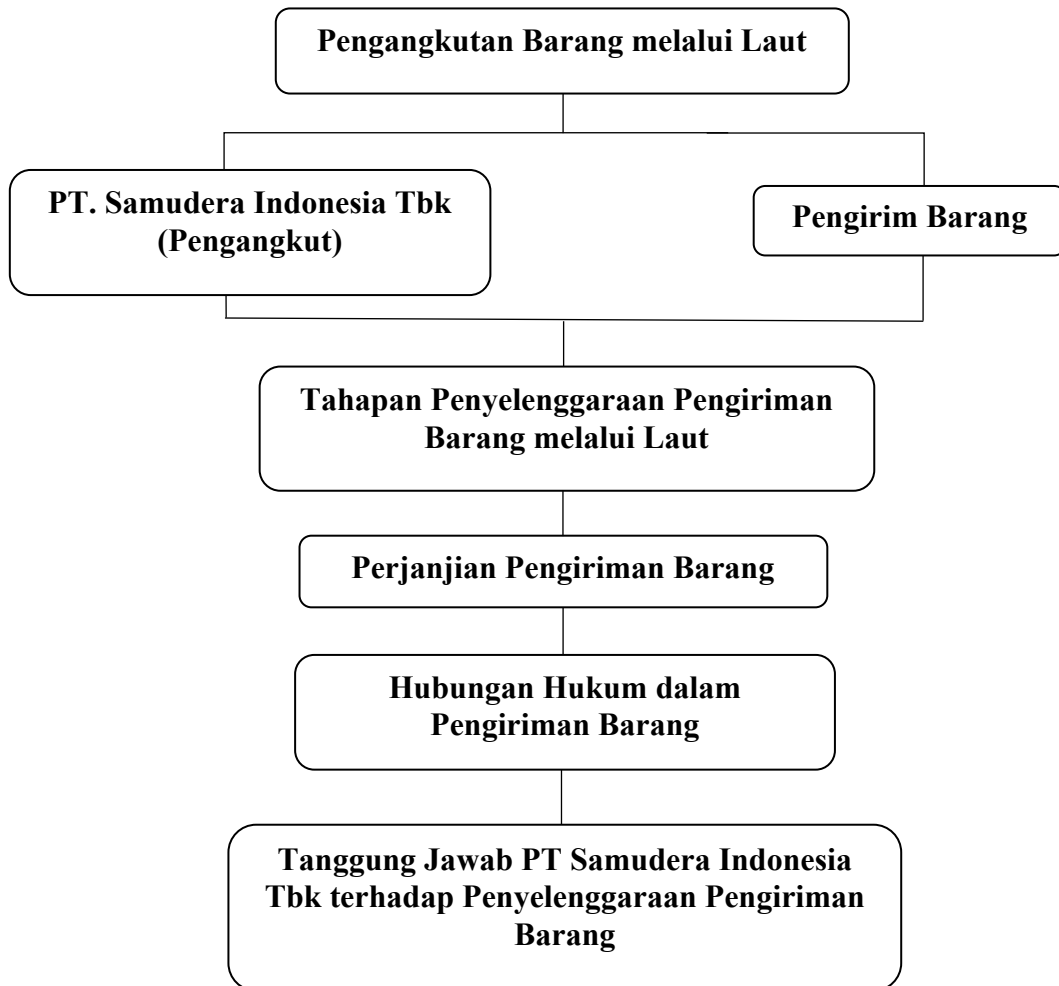 Pengangkutan Barang melalui Laut
PT. Samudera Indonesia Tbk
(Pengangkut)
Pengirim Barang
Tahapan Penyelenggaraan Pengiriman
Barang melalui Laut
Perjanjian Pengiriman Barang
Hubungan Hukum dalam
Pengiriman Barang
Tanggung Jawab PT Samudera Indonesia
Tbk terhadap Penyelenggaraan Pengiriman
Barang